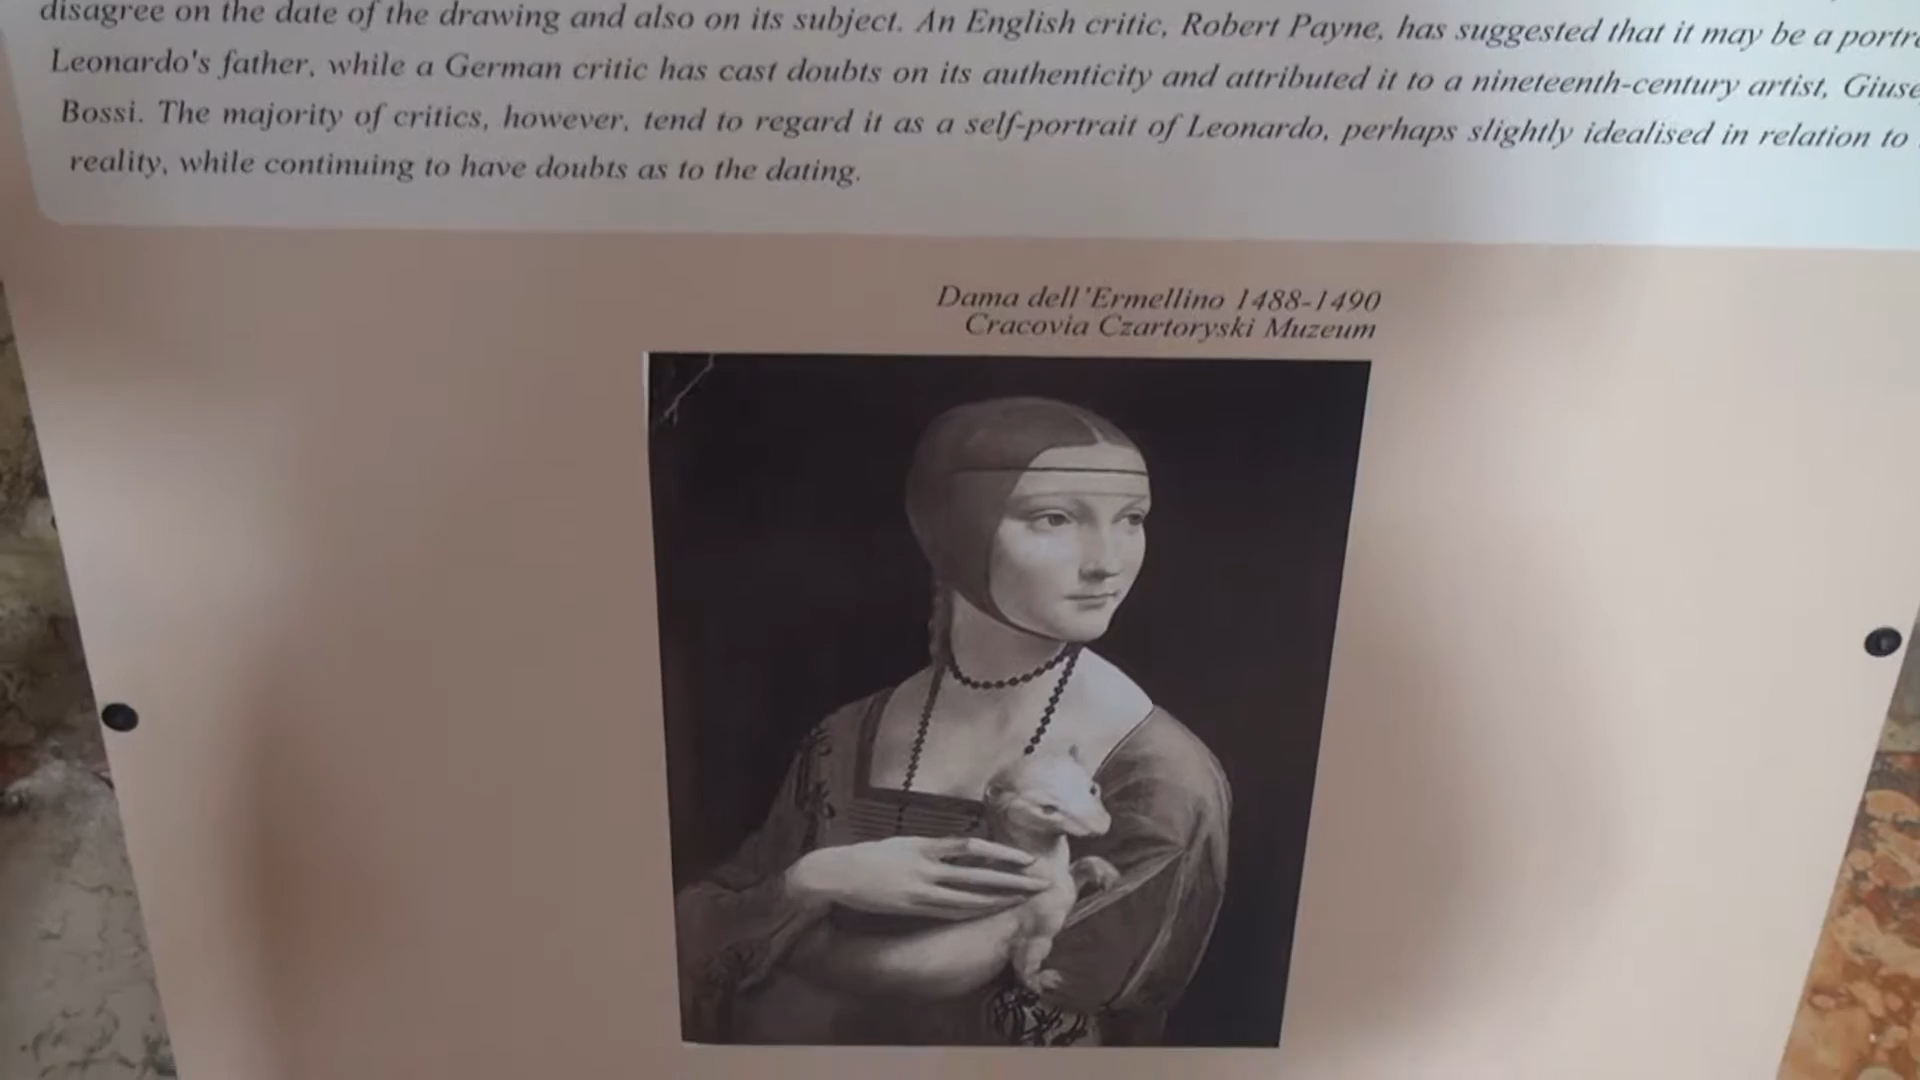 disagree on the date of the drawing and also on its subject. An English critic, Robert Payne, has suggested that it may be a
Leonardo's father, while a German critic has cast doubts on its authenticity and attributed it to a nineteenth-century artist,
Bossi. The majority of critics, however, tend to regard it as a self-portrait of Leonardo, perhaps slightly idealised in relation to
reality, while continuing to have doubts as to the dating.
Dama dell'Ermellino 1488-1490
Cracovia Czartoryski Muzeum